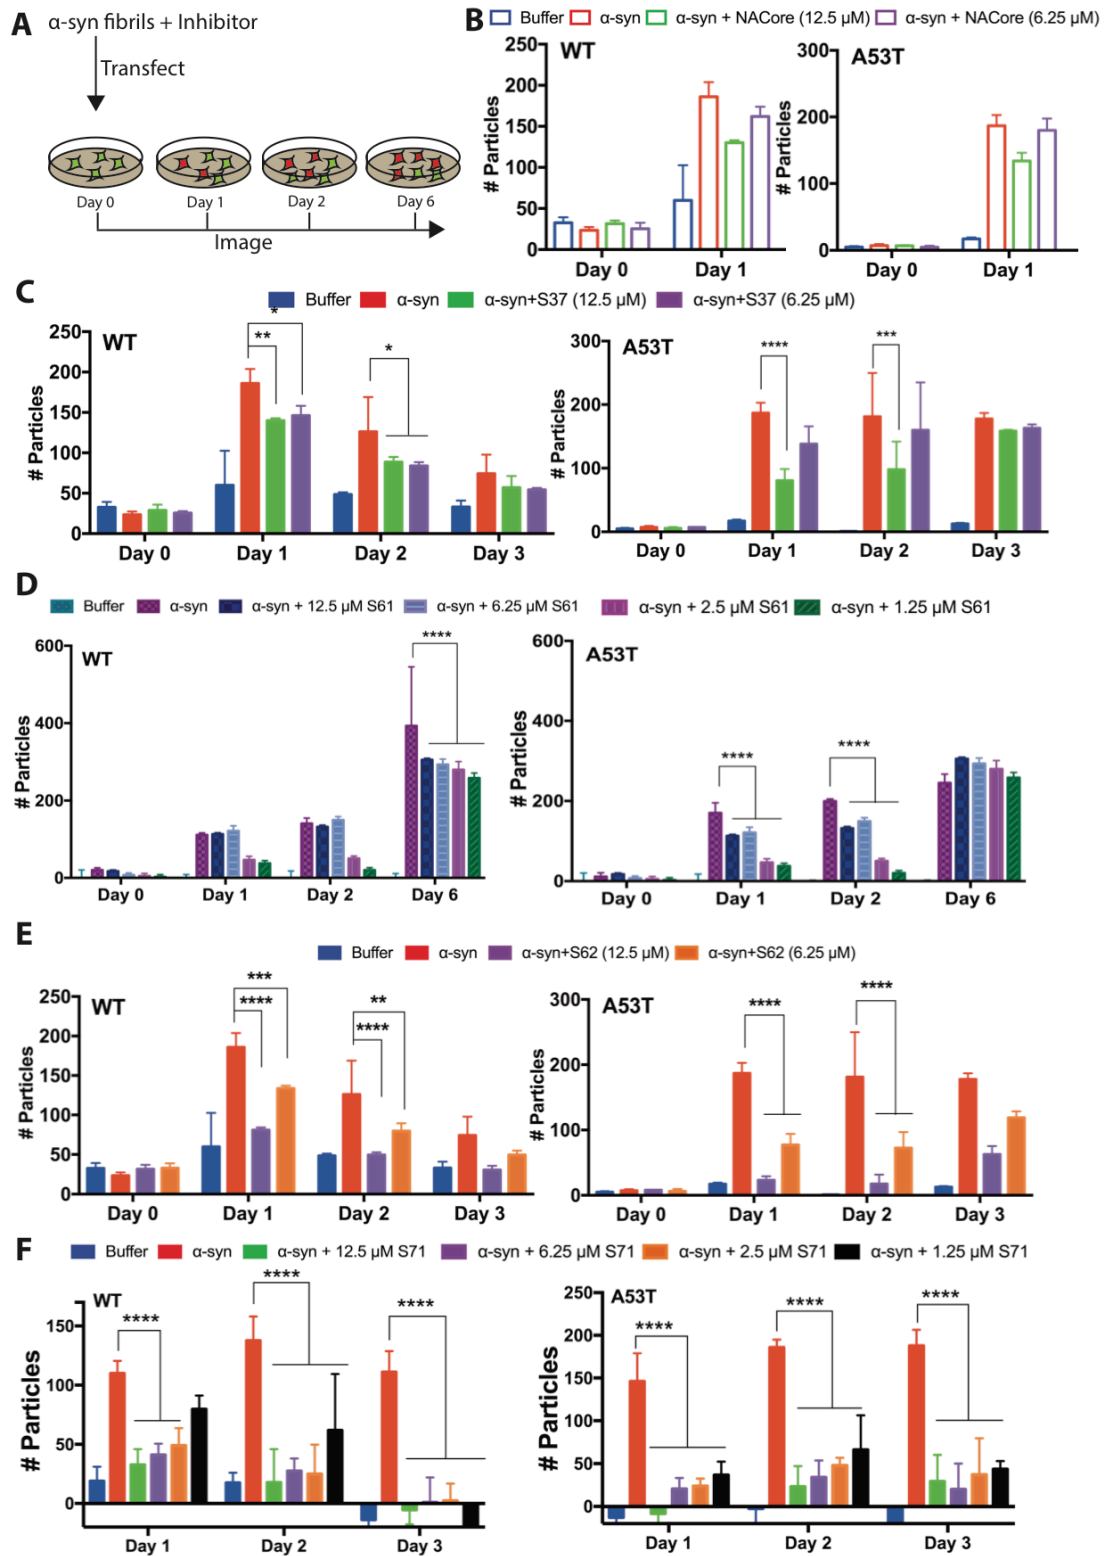 A
α-syn fibrils + Inhibitor
Transfect
Day 0 Day 1 Day 2 Day 6
Image
B
Buffer α-syn α-syn + NACore (12.5 μM) α-syn + NACore (6.25 μM)
WT
# Particles
250
200
150
100
50
0
Day 0 Day 1
A53T
# Particles
300
200
100
0
Day 0 Day 1
C
Buffer α-syn α-syn+S37 (12.5 μM) α-syn+S37 (6.25 μM)
WT
# Particles
250
200
150
100
50
0
*
**
*
Day 0 Day 1 Day 2 Day 3
A53T
# Particles
300
200
100
0
**** ***
Day 0 Day 1 Day 2 Day 3
D
Buffer α-syn α-syn + 12.5 μM S61 α-syn + 6.25 μM S61 α-syn + 2.5 μM S61 α-syn + 1.25 μM S61
WT
# Particles
600
400
200
0
****
Day 0 Day 1 Day 2 Day 6
A53T
# Particles
600
400
200
0
**** ****
Day 0 Day 1 Day 2 Day 6
E
Buffer α-syn α-syn+S62 (12.5 μM) α-syn+S62 (6.25 μM)
WT
# Particles
250
200
150
100
50
0
***
****
**
****
Day 0 Day 1 Day 2 Day 3
A53T
# Particles
300
200
100
0
**** ****
Day 0 Day 1 Day 2 Day 3
F
Buffer α-syn α-syn + 12.5 μM S71 α-syn + 6.25 μM S71 α-syn + 2.5 μM S71 α-syn + 1.25 μM S71
WT
# Particles
150
100
50
0
**** **** ****
Day 1 Day 2 Day 3
A53T
# Particles
250
200
150
100
50
0
**** **** ****
Day 1 Day 2 Day 3